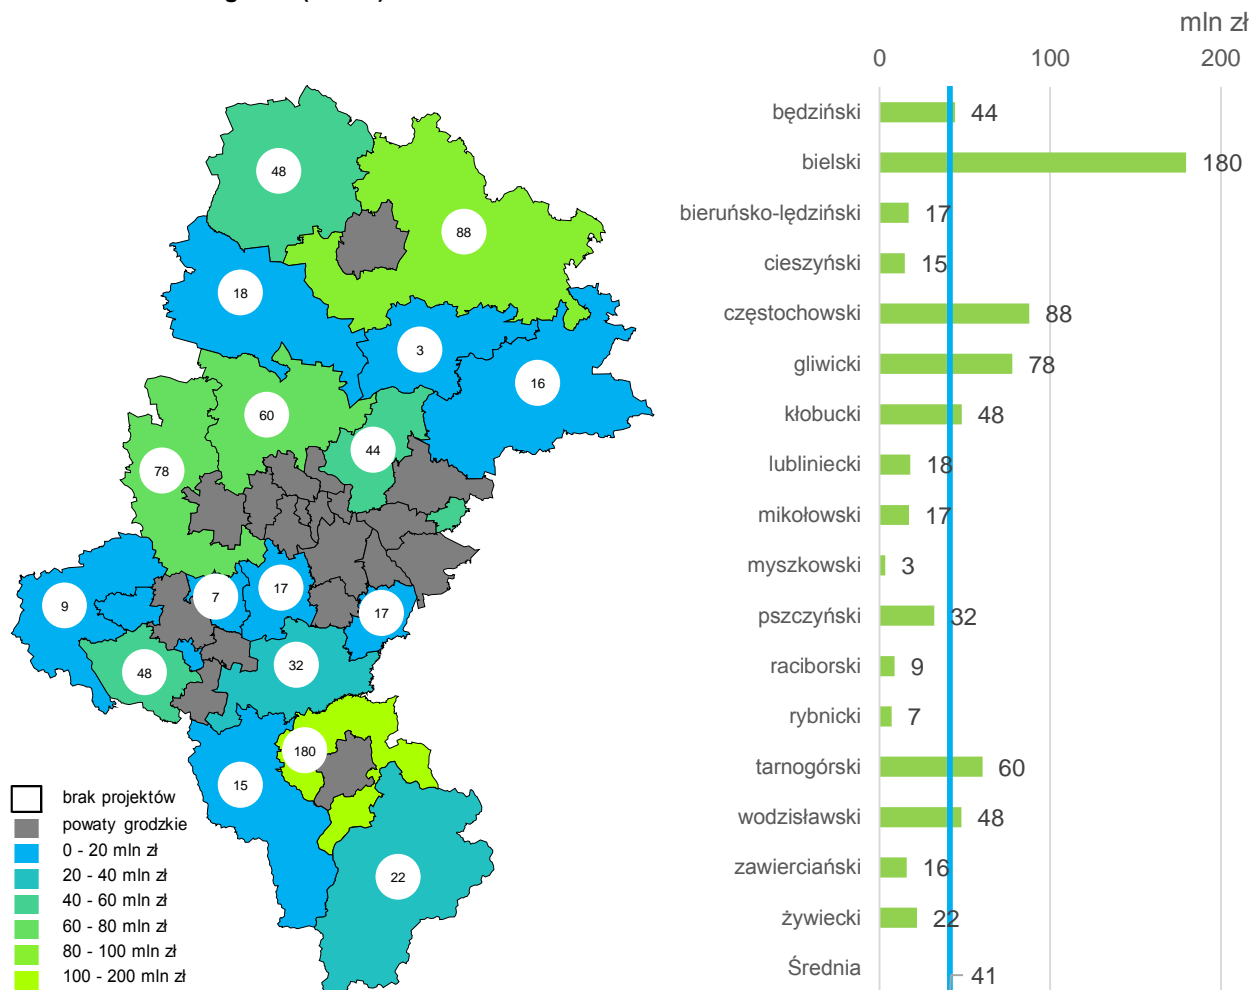 mln zł
0 100 200
będziński 44
bielski 180
bieruńsko-lędziński 17
cieszyński 15
częstochowski 88
gliwicki 78
kłobucki 48
lubliniecki 18
mikołowski 17
myszkowski 3
pszczyński 32
raciborski 9
rybnicki 7
tarnogórski 60
wodzisławski 48
zawierciański 16
żywiecki 22
Średnia 41
48
88
18
3
16
60
44
78
9
7
17
17
48
32
180
15
22
brak projektów
powaty grodzkie
0 - 20 mln zł
20 - 40 mln zł
40 - 60 mln zł
60 - 80 mln zł
80 - 100 mln zł
100 - 200 mln zł